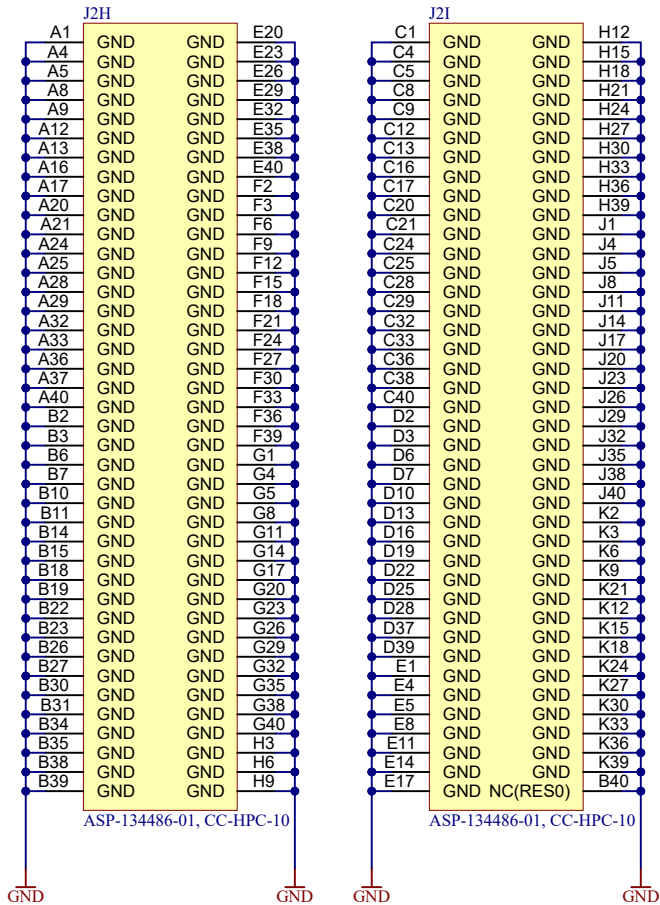 J2H
A1 GND GND E20
A4 GND GND E23
A5 GND GND E26
A8 GND GND E29
A9 GND GND E32
A12 GND GND E35
A13 GND GND E38
A16 GND GND E40
A17 GND GND F2
A20 GND GND F3
A21 GND GND F6
A24 GND GND F9
A25 GND GND F12
A28 GND GND F15
A29 GND GND F18
A32 GND GND F21
A33 GND GND F24
A36 GND GND F27
A37 GND GND F30
A40 GND GND F33
B2 GND GND F36
B3 GND GND F39
B6 GND GND G1
B7 GND GND G4
B10 GND GND G5
B11 GND GND G8
B14 GND GND G11
B15 GND GND G14
B18 GND GND G17
B19 GND GND G20
B22 GND GND G23
B23 GND GND G26
B26 GND GND G29
B27 GND GND G32
B30 GND GND G35
B31 GND GND G38
B34 GND GND G40
B35 GND GND H3
B38 GND GND H6
B39 GND GND H9
ASP-134486-01, CC-HPC-10
GND GND
J2I
C1 GND GND H12
C4 GND GND H15
C5 GND GND H18
C8 GND GND H21
C9 GND GND H24
C12 GND GND H27
C13 GND GND H30
C16 GND GND H33
C17 GND GND H36
C20 GND GND H39
C21 GND GND J1
C24 GND GND J4
C25 GND GND J5
C28 GND GND J8
C29 GND GND J11
C32 GND GND J14
C33 GND GND J17
C36 GND GND J20
C38 GND GND J23
C40 GND GND J26
D2 GND GND J29
D3 GND GND J32
D6 GND GND J35
D7 GND GND J38
D10 GND GND J40
D13 GND GND K2
D16 GND GND K3
D19 GND GND K6
D22 GND GND K9
D25 GND GND K21
D28 GND GND K12
D37 GND GND K15
D39 GND GND K18
E1 GND GND K24
E4 GND GND K27
E5 GND GND K30
E8 GND GND K33
E11 GND GND K36
E14 GND GND K39
E17 GND NC(RES0) B40
ASP-134486-01, CC-HPC-10
GND GND